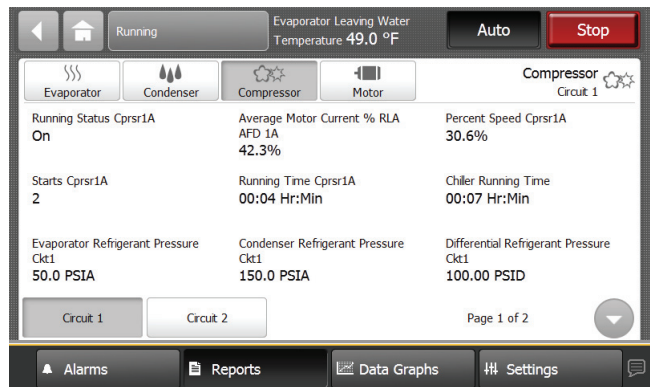 Running
Evaporator Leaving Water
Temperature 49.0 °F
Auto
Stop
Evaporator
Condenser
Compressor
Motor
Compressor
Circuit 1
Running Status Cprsr1A
On
Average Motor Current % RLA
AFD 1A
42.3%
Percent Speed Cprsr1A
30.6%
Starts Cprsr1A
2
Running Time Cprsr1A
00:04 Hr:Min
Chiller Running Time
00:07 Hr:Min
Evaporator Refrigerant Pressure
Ckt1
50.0 PSIA
Condenser Refrigerant Pressure
Ckt1
150.0 PSIA
Differential Refrigerant Pressure
Ckt1
100.00 PSID
Circuit 1
Circuit 2
Page 1 of 2
Alarms
Reports
Data Graphs
Settings